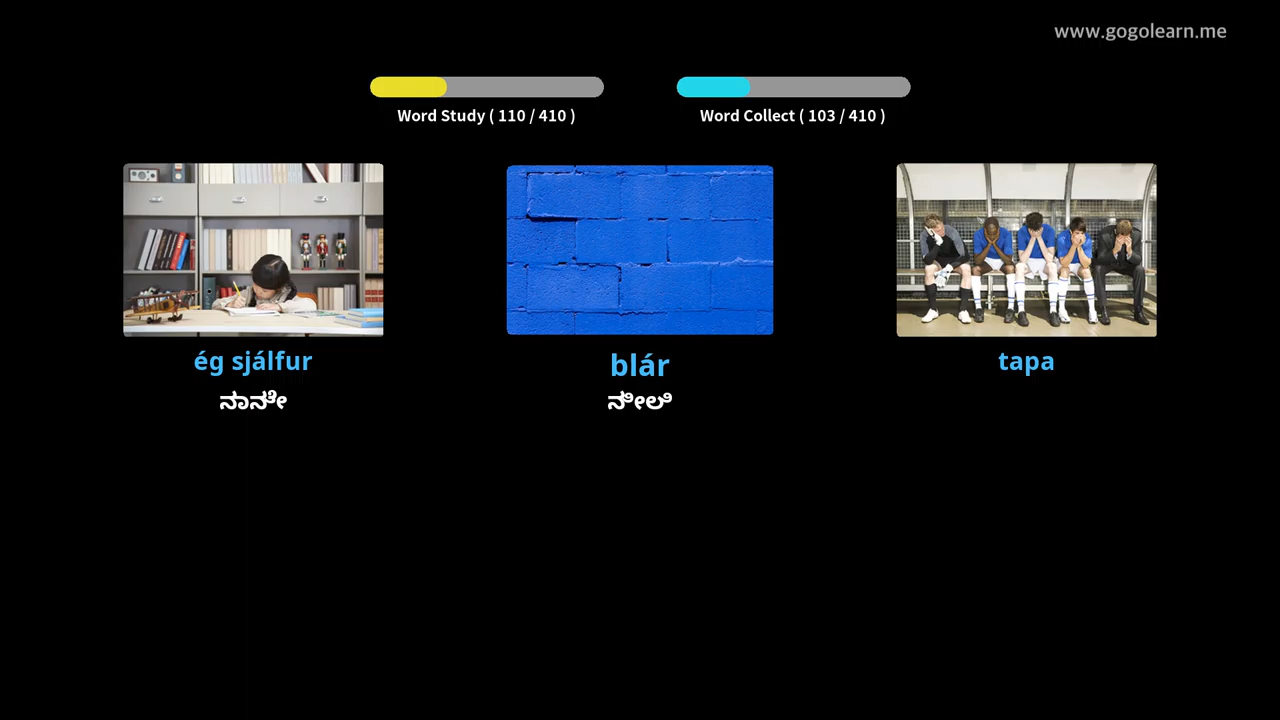 www.gogolearn.me
Word Study ( 110 / 410 )
Word Collect ( 103 / 410 )
ég sjálfur
ನಾನೇ
blár
ನೀಲಿ
tapa